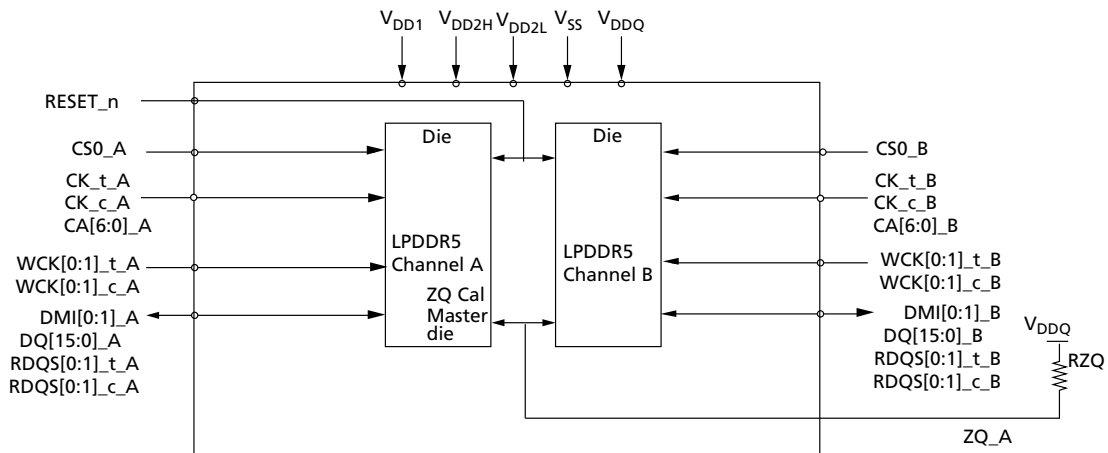 VDD1 VDD2H VDD2L VSS VDDQ
RESET_n
CS0_A
CK_t_A
CK_c_A
CA[6:0]_A
WCK[0:1]_t_A
WCK[0:1]_c_A
DMI[0:1]_A
DQ[15:0]_A
RDQS[0:1]_t_A
RDQS[0:1]_c_A
Die
LPDDR5
Channel A
ZQ Cal
Master
die
Die
LPDDR5
Channel B
CS0_B
CK_t_B
CK_c_B
CA[6:0]_B
WCK[0:1]_t_B
WCK[0:1]_c_B
DMI[0:1]_B
DQ[15:0]_B
RDQS[0:1]_t_B
RDQS[0:1]_c_B
VDDQ
RZQ
ZQ_A